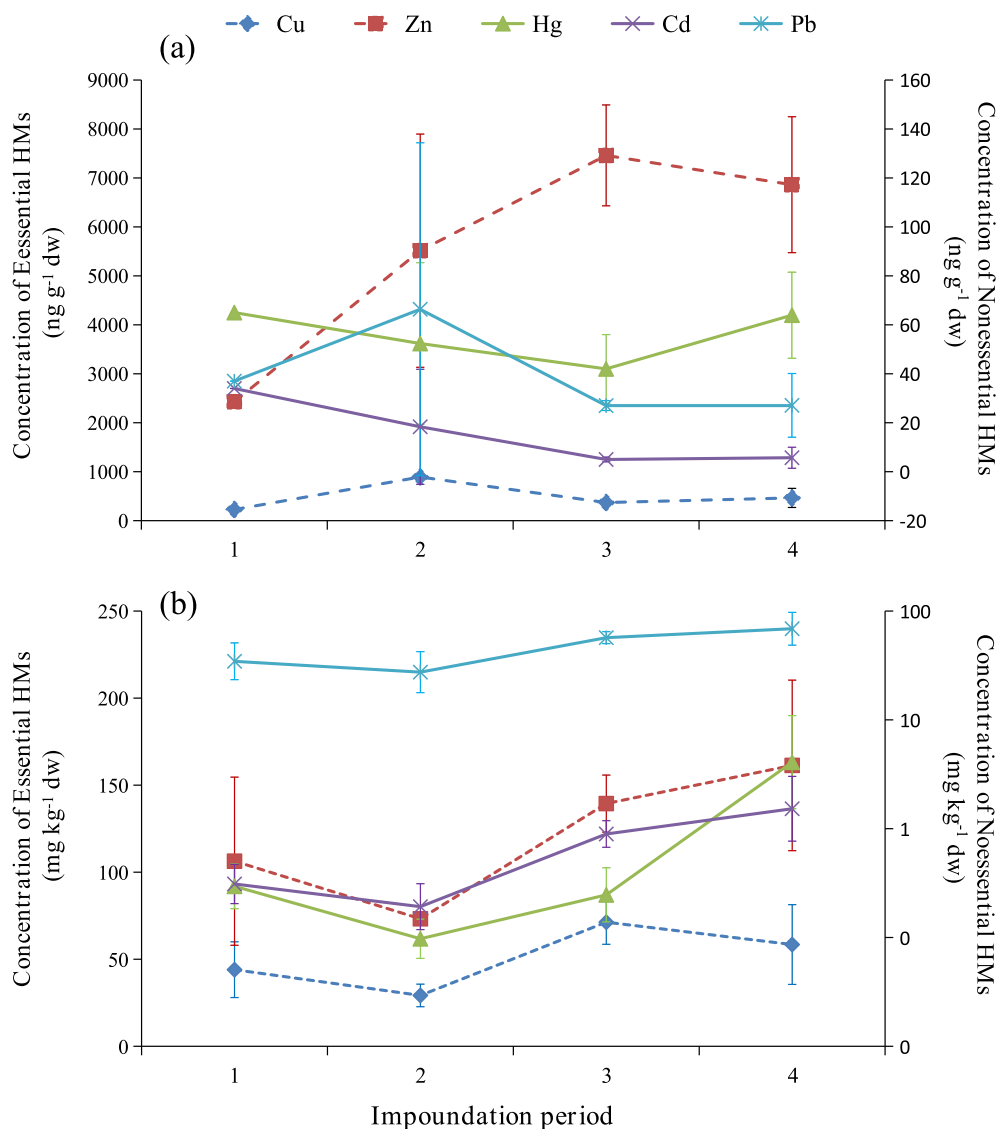 Cu Zn Hg Cd Pb
(a)
Concentration of Eessential HMs
(ng g⁻¹ dw)
9000
8000
7000
6000
5000
4000
3000
2000
1000
0
160
140
120
100
80
60
40
20
0
-20
Concentration of Nonessential HMs
(ng g⁻¹ dw)
1 2 3 4
(b)
Concentration of Essential HMs
(mg kg⁻¹ dw)
250
200
150
100
50
0
100
10
1
0
0
Concentration of Noessential HMs
(mg kg⁻¹ dw)
1 2 3 4
Impoundation period